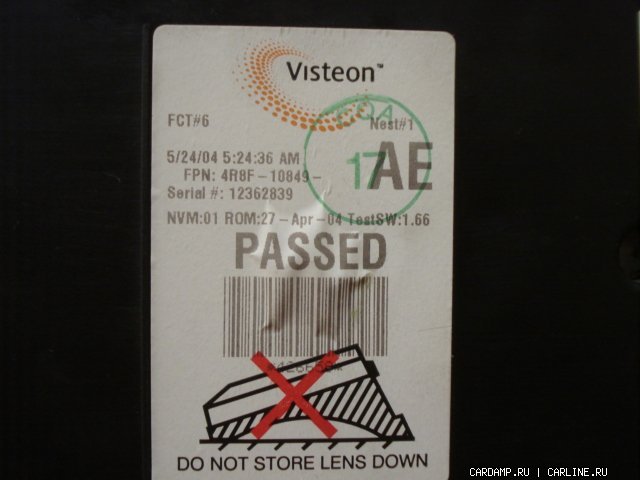 Visteon™
FCT#6 Nest#1
QA
17
5/24/04 5:24:36 AM
FPN: 4R8F-10849-
AE
Serial #: 12362839
NVM:01 ROM:27-Apr-04 TestSW:1.66
PASSED
DO NOT STORE LENS DOWN
CARDAMP.RU | CARLINE.RU